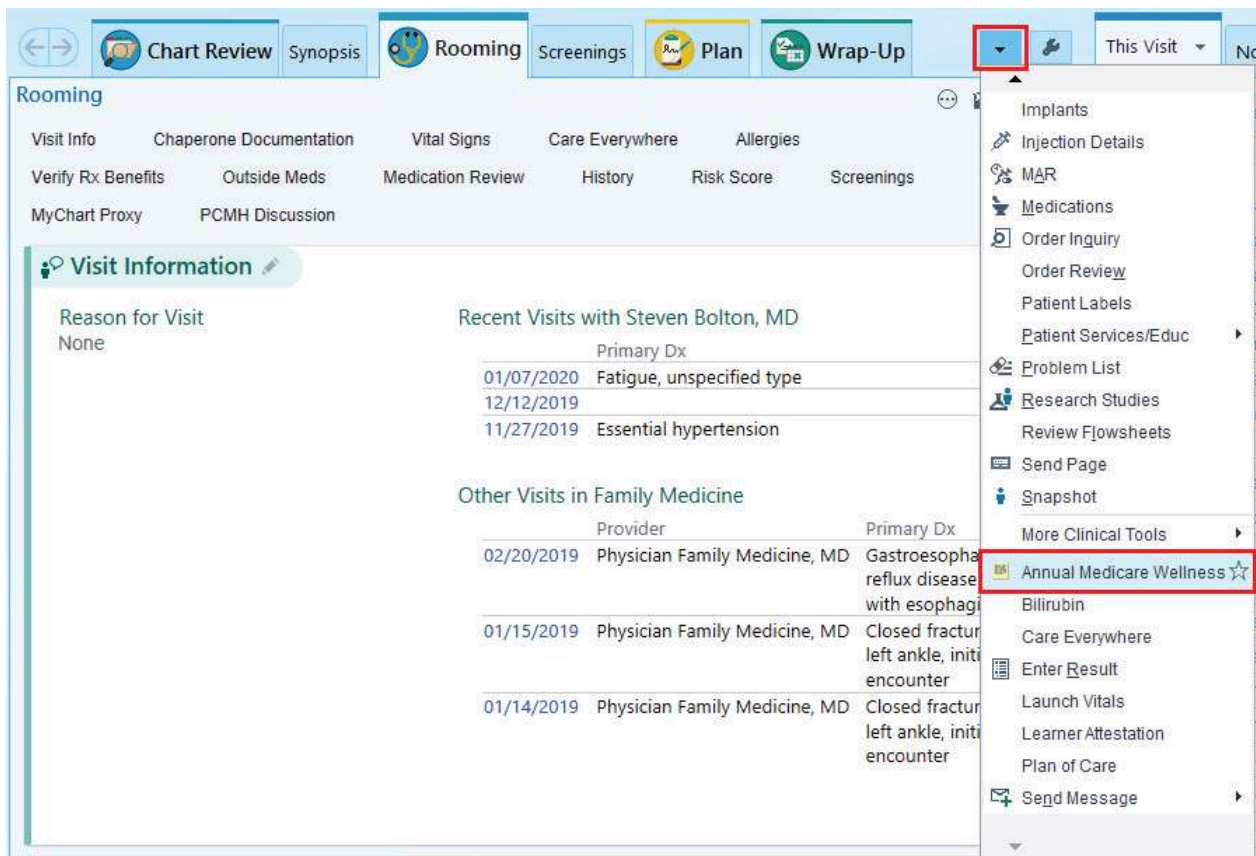 Chart Review Synopsis Rooming Screenings Plan Wrap-Up This Visit
Rooming
Visit Info Chaperone Documentation Vital Signs Care Everywhere Allergies
Verify Rx Benefits Outside Meds Medication Review History Risk Score Screenings
MyChart Proxy PCMH Discussion
Visit Information
Reason for Visit
None
Recent Visits with Steven Bolton, MD
Primary Dx
01/07/2020 Fatigue, unspecified type
12/12/2019
11/27/2019 Essential hypertension
Other Visits in Family Medicine
Provider Primary Dx
02/20/2019 Physician Family Medicine, MD Gastroesopha
reflux disease
with esophagi
01/15/2019 Physician Family Medicine, MD Closed fractur
left ankle, initi
encounter
01/14/2019 Physician Family Medicine, MD Closed fractur
left ankle, initi
encounter
Implants
Injection Details
MAR
Medications
Order Inquiry
Order Review
Patient Labels
Patient Services/Educ
Problem List
Research Studies
Review Flowsheets
Send Page
Snapshot
More Clinical Tools
Annual Medicare Wellness
Bilirubin
Care Everywhere
Enter Result
Launch Vitals
Learner Attestation
Plan of Care
Send Message